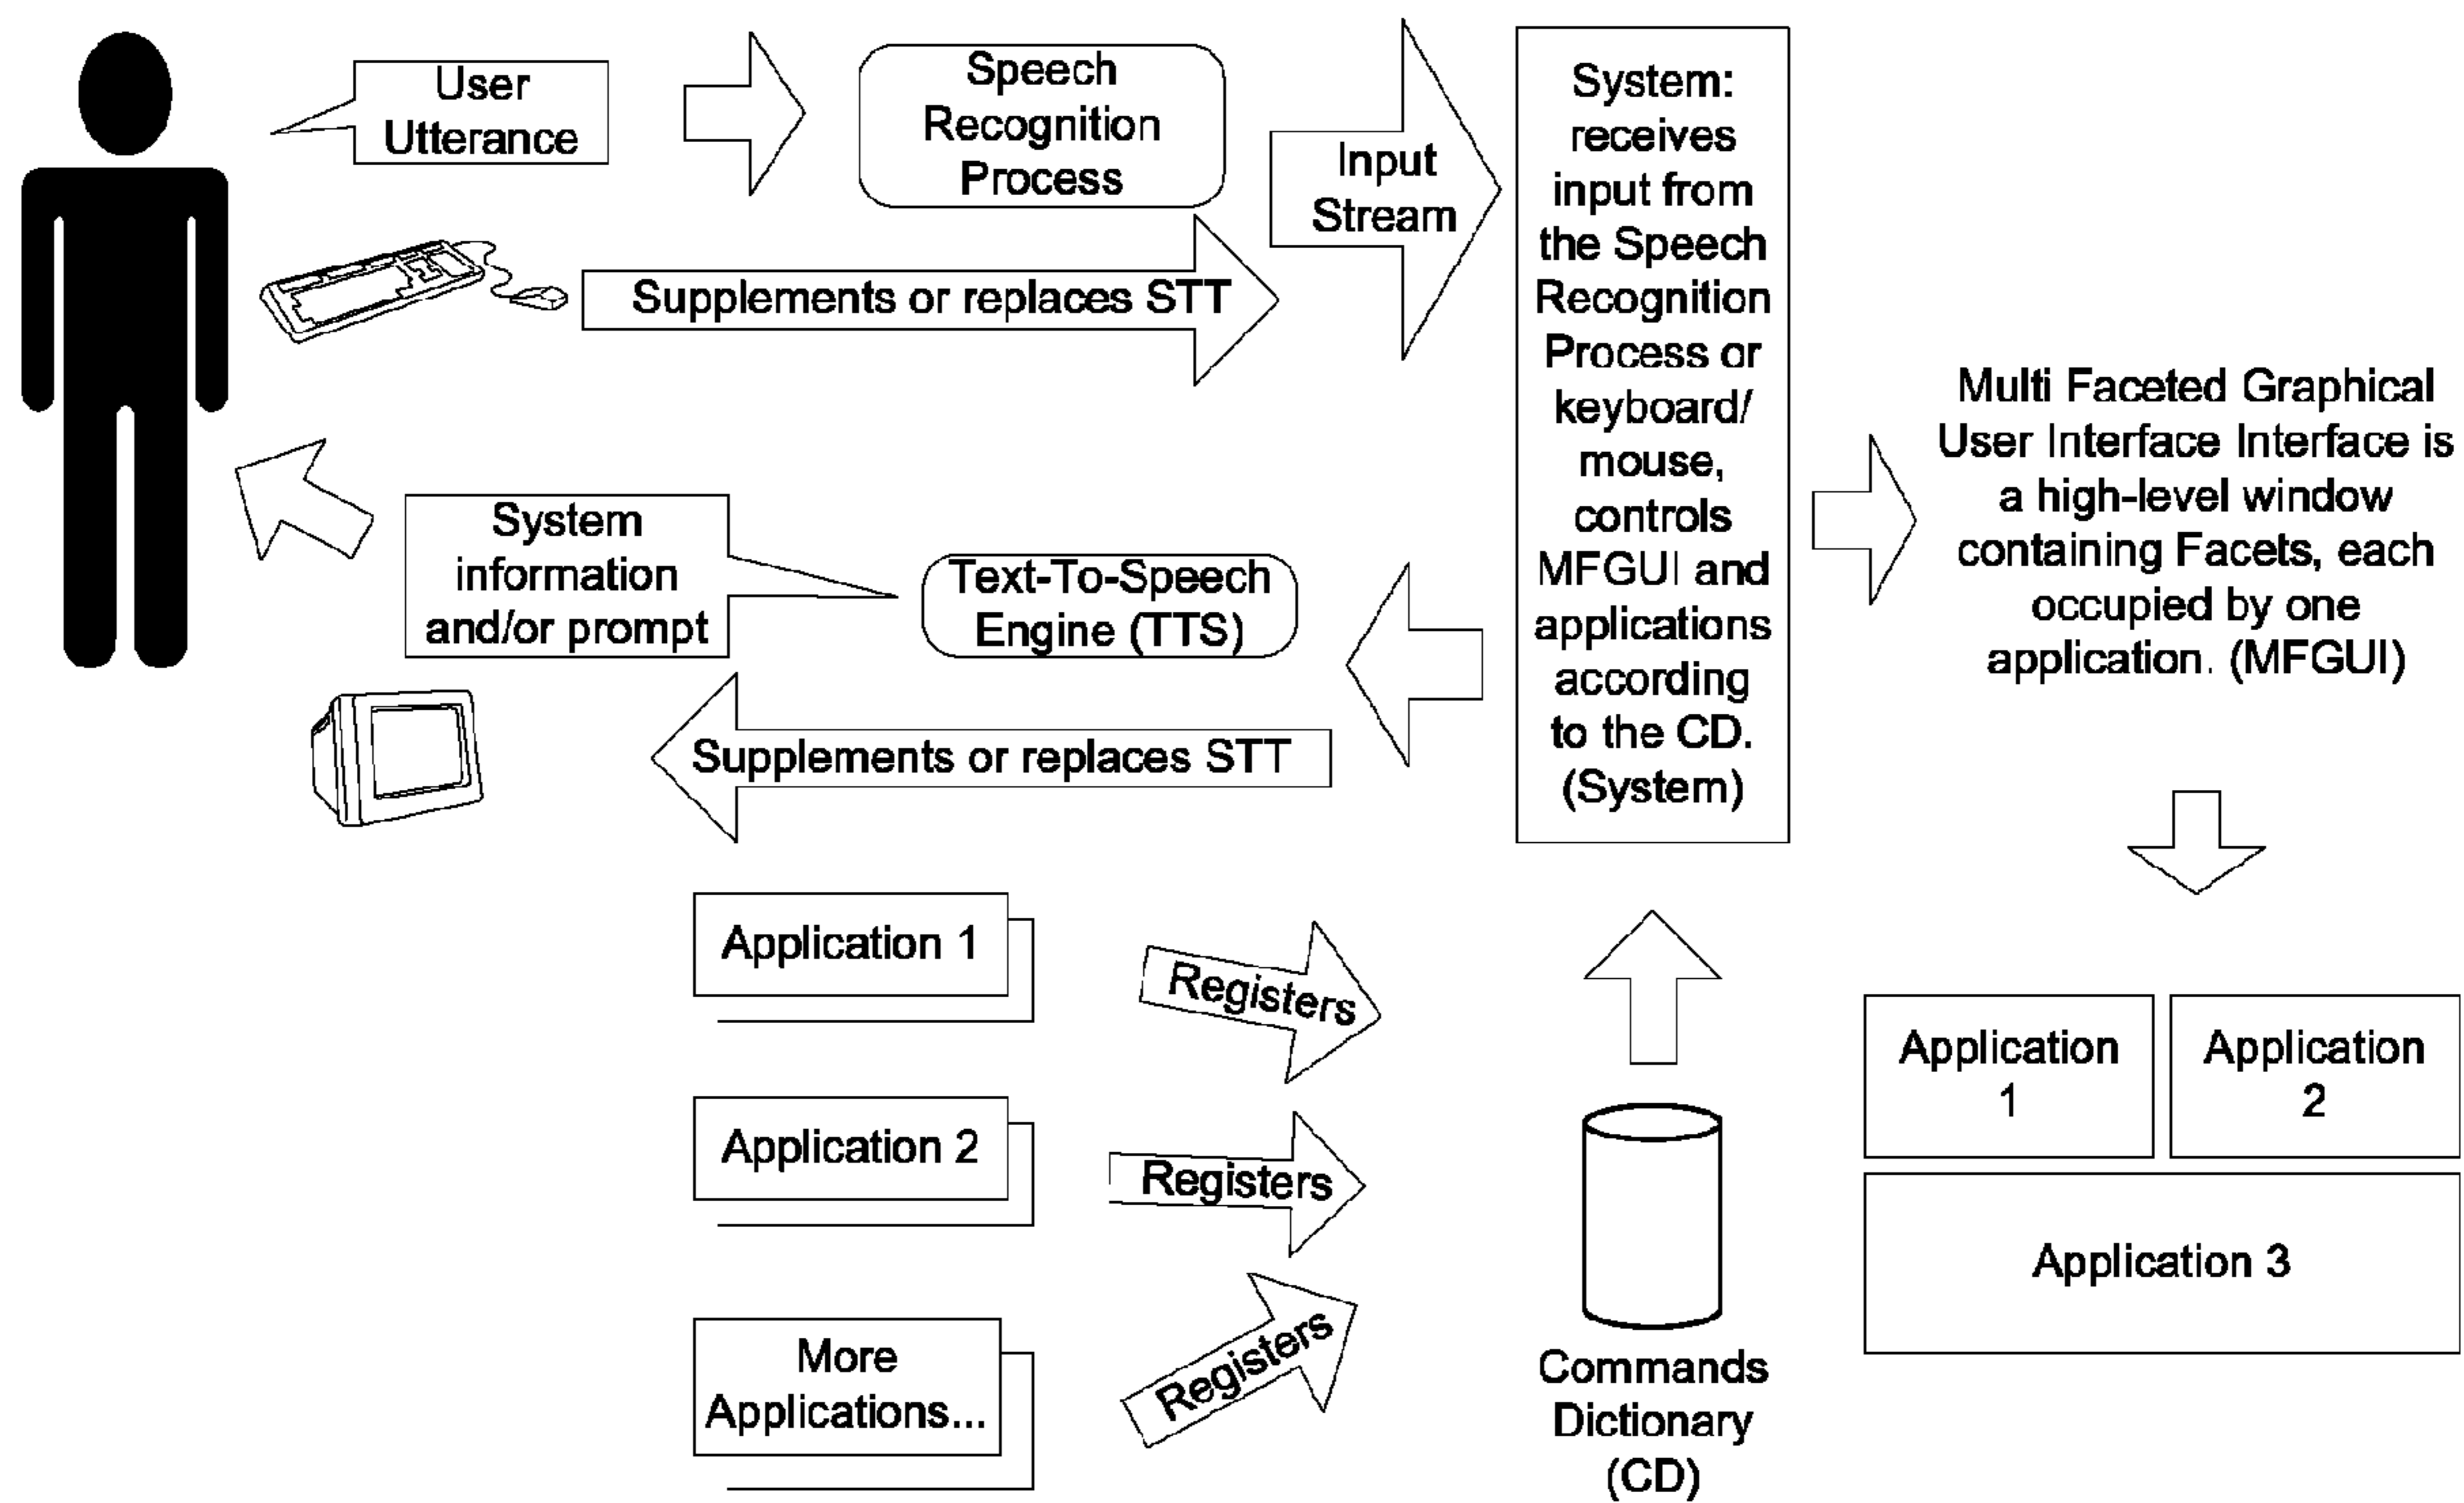 User
Utterance
Speech
Recognition
Process
Input
Stream
Supplements or replaces STT
System:
receives
input from
the Speech
Recognition
Process or
keyboard/
mouse,
controls
MFGUI and
applications
according
to the CD.
(System)
Multi Faceted Graphical
User Interface Interface is
a high-level window
containing Facets, each
occupied by one
application. (MFGUI)
System
information
and/or prompt
Text-To-Speech
Engine (TTS)
Supplements or replaces STT
Application 1
Registers
Application 2
Registers
More
Applications...
Registers
Commands
Dictionary
(CD)
Application
1
Application
2
Application 3